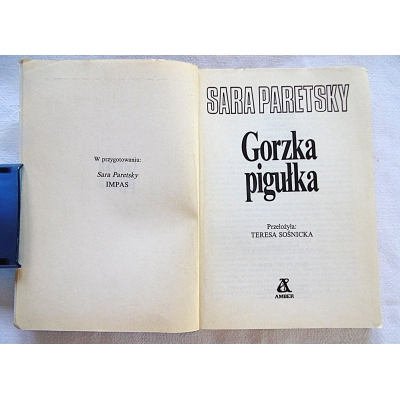 W przygotowaniu:
Sara Paretsky
IMPAS
SARA PARETSKY
Gorzka
pigułka
Przełożyła:
TERESA SOŚNICKA
AMBER